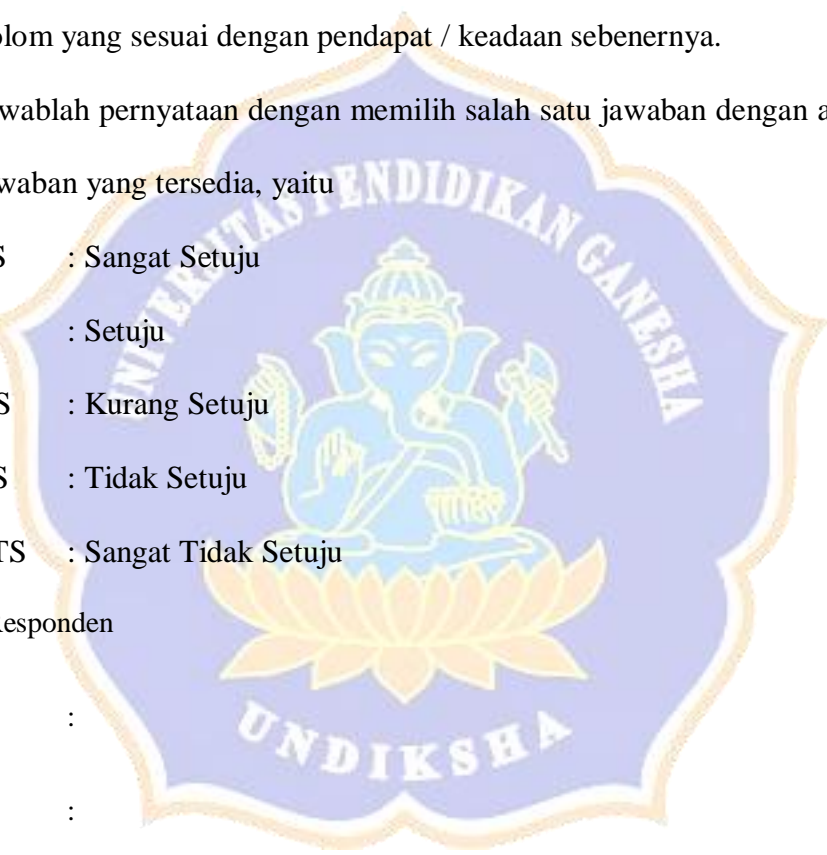 olom yang sesuai dengan pendapat / keadaan sebenernya.
wablah pernyataan dengan memilih salah satu jawaban dengan a
waban yang tersedia, yaitu
S : Sangat Setuju
: Setuju
S : Kurang Setuju
S : Tidak Setuju
TS : Sangat Tidak Setuju
Responden
:
:
UNIVERSITAS PENDIDIKAN GANESHA
UNDIKSHA